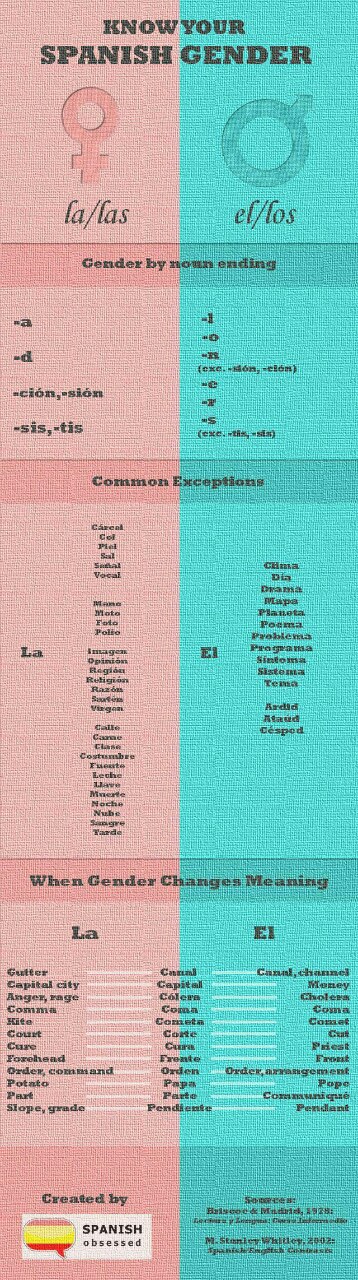 KNOW YOUR
SPANISH GENDER
la/las
el/los
Gender by noun ending
-a
-d
-ción,-sión
-sis,-tis
-l
-o
-n
(exc. -sión, -ción)
-e
-r
-s
(exc. -tis, -sis)
Common Exceptions
La
Cárcel
Col
Piel
Sal
Señal
Vocal
Mano
Moto
Foto
Polio
Imagen
Opinión
Región
Religión
Razón
Sartén
Virgen
Calle
Carne
Clase
Costumbre
Fuente
Leche
Llave
Muerte
Noche
Nube
Sangre
Tarde
El
Clima
Día
Drama
Mapa
Planeta
Poema
Problema
Programa
Síntoma
Sistema
Tema
Ardid
Ataud
Césped
When Gender Changes Meaning
La El
Gutter Canal Canal, channel
Capital city Capital Money
Anger, rage Cólera Cholera
Comma Coma Coma
Kite Cometa Comet
Court Corte Cut
Cure Cura Priest
Forehead Frente Front
Order, command Orden Order, arrangement
Potato Papa Pope
Part Parte Communiqué
Slope, grade Pendiente Pendant
Created by
SPANISH
obsessed
Sources:
Briscoe & Madrid, 1928:
Lectura y Lengua: Curso Intermedio
M. Stanley Whitley, 2002:
Spanish/English Contrasts